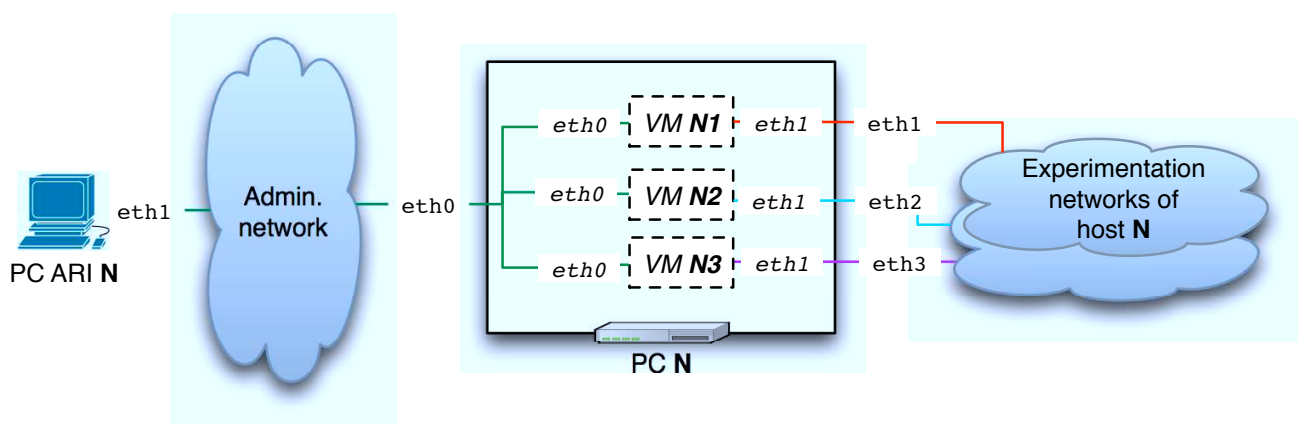 eth0 VM N1 eth1 eth1
Admin.
network
eth1
PC ARI N
eth0
eth0 VM N2 eth1 eth2
eth0 VM N3 eth1 eth3
PC N
Experimentation
networks of
host N